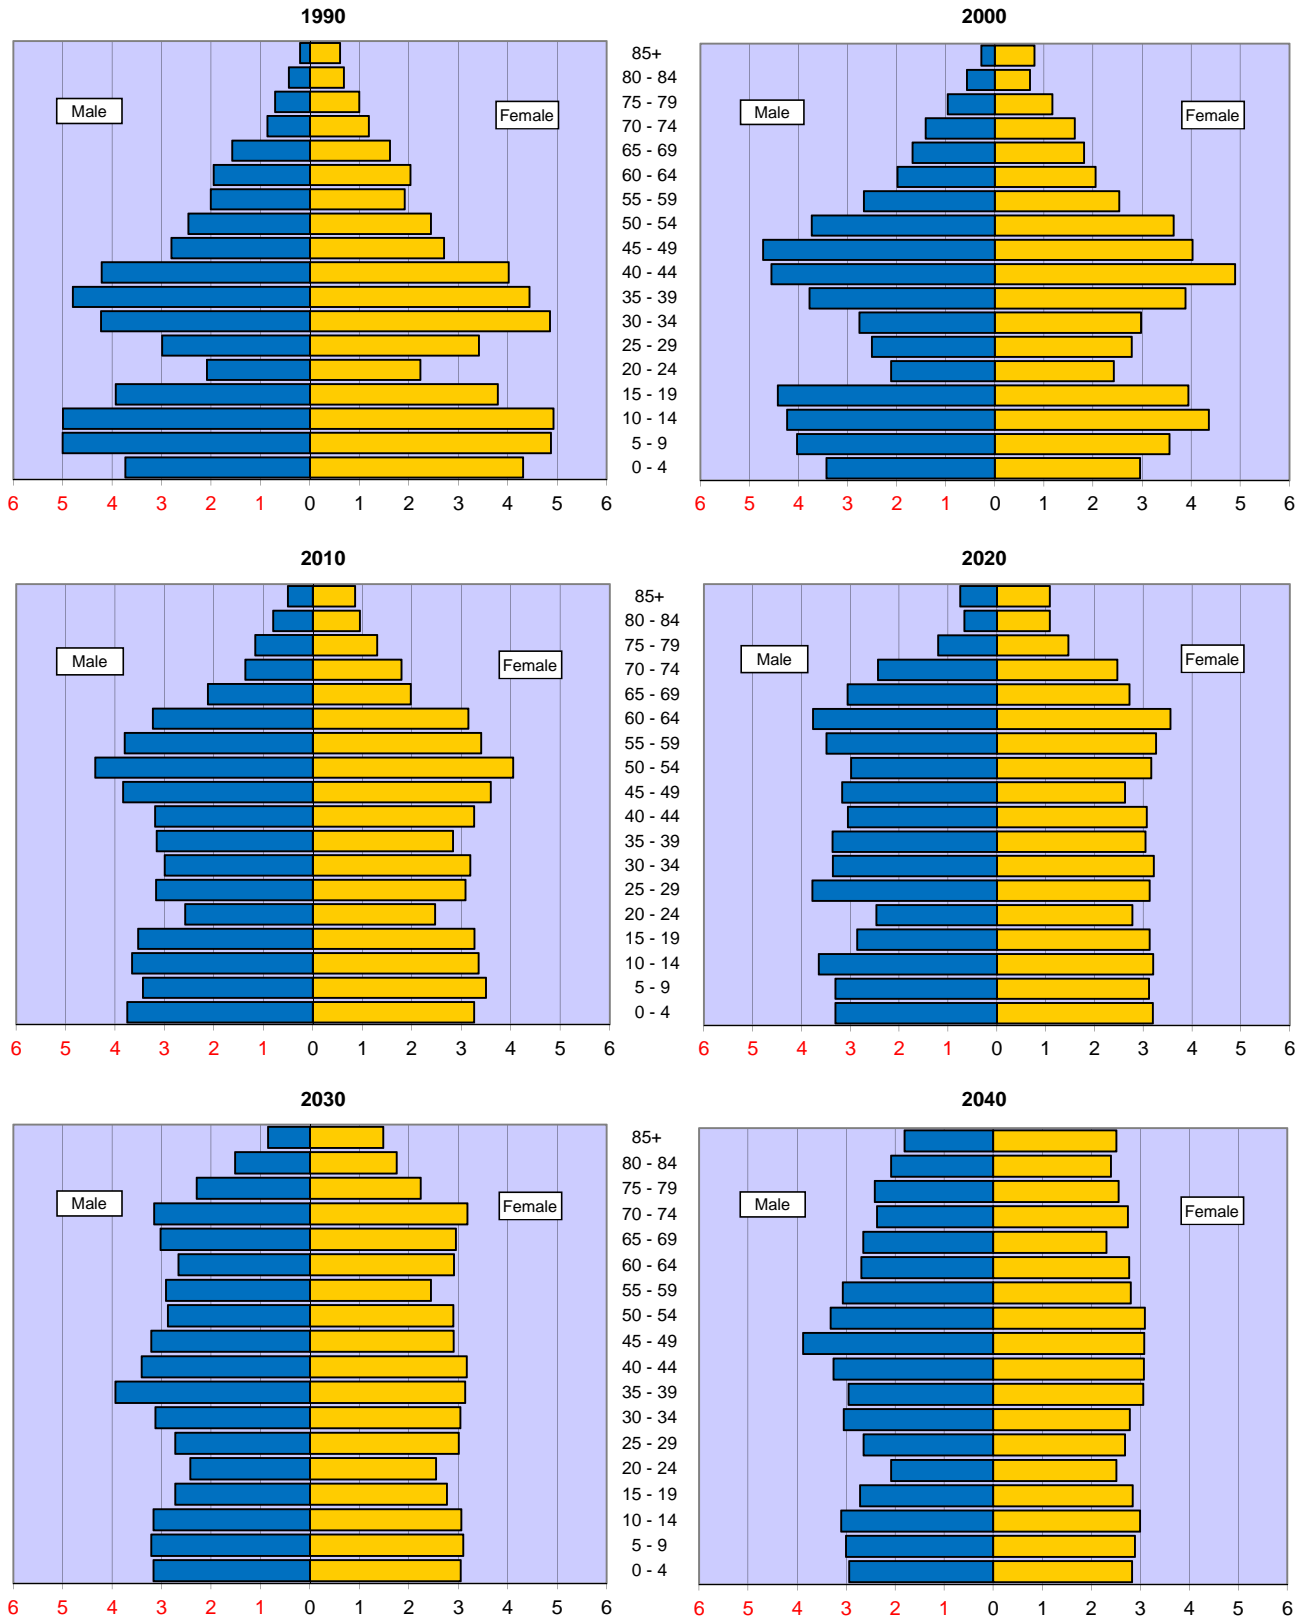 1990
2000
85+
80 - 84
75 - 79
70 - 74
65 - 69
60 - 64
55 - 59
50 - 54
45 - 49
40 - 44
35 - 39
30 - 34
25 - 29
20 - 24
15 - 19
10 - 14
5 - 9
0 - 4
Male
Female
Male
Female
6 5 4 3 2 1 0 1 2 3 4 5 6
6 5 4 3 2 1 0 1 2 3 4 5 6
2010
2020
85+
80 - 84
75 - 79
70 - 74
65 - 69
60 - 64
55 - 59
50 - 54
45 - 49
40 - 44
35 - 39
30 - 34
25 - 29
20 - 24
15 - 19
10 - 14
5 - 9
0 - 4
Male
Female
Male
Female
6 5 4 3 2 1 0 1 2 3 4 5 6
6 5 4 3 2 1 0 1 2 3 4 5 6
2030
2040
85+
80 - 84
75 - 79
70 - 74
65 - 69
60 - 64
55 - 59
50 - 54
45 - 49
40 - 44
35 - 39
30 - 34
25 - 29
20 - 24
15 - 19
10 - 14
5 - 9
0 - 4
Male
Female
Male
Female
6 5 4 3 2 1 0 1 2 3 4 5 6
6 5 4 3 2 1 0 1 2 3 4 5 6